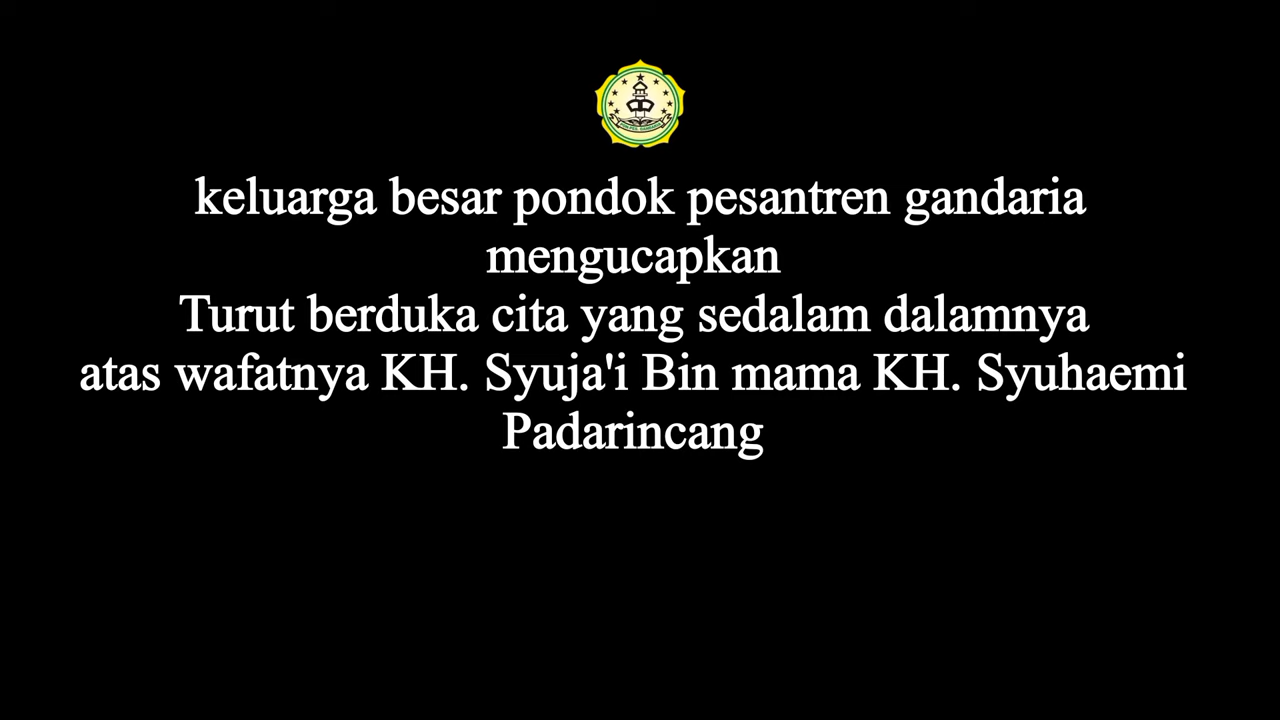 keluarga besar pondok pesantren gandaria
mengucapkan
Turut berduka cita yang sedalam dalamnya
atas wafatnya KH. Syuja'i Bin mama KH. Syuhaemi
Padarincang